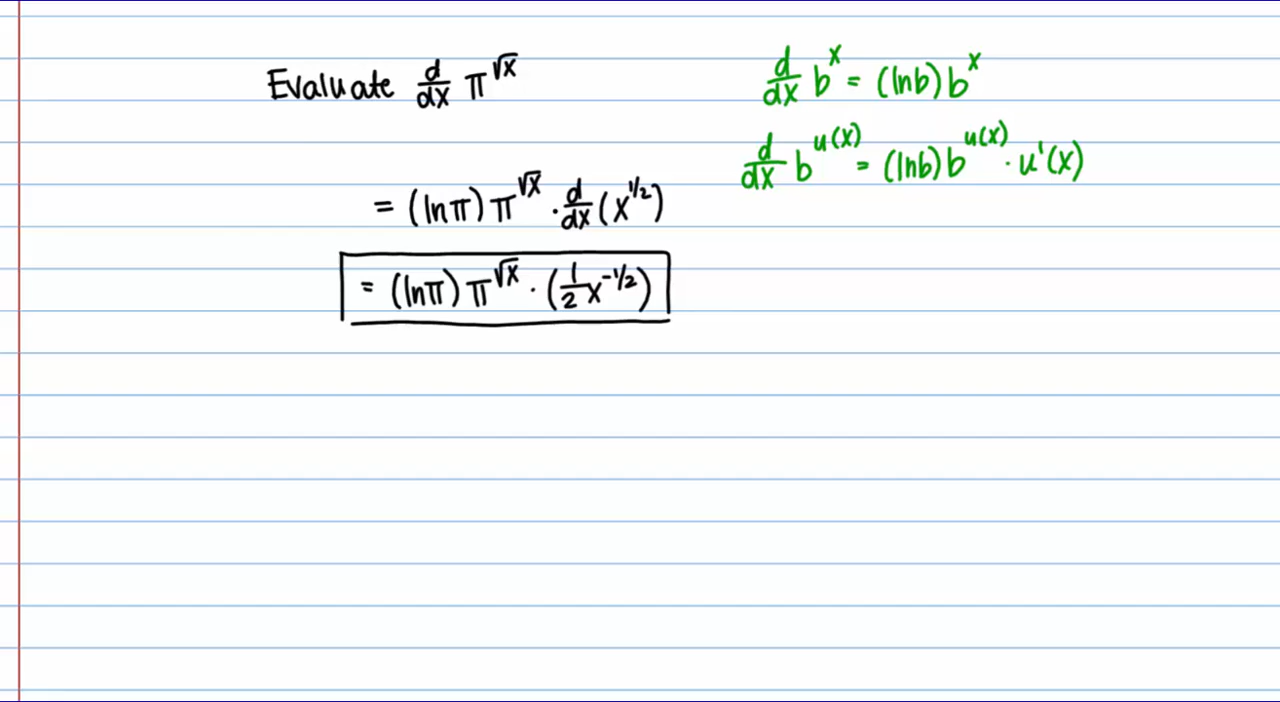 Evaluate d/dx π^√x
= (ln π) π^√x · d/dx (x^1/2)
= (ln π) π^√x · (1/2 x^-1/2)
d/dx b^x = (ln b) b^x
d/dx b^u(x) = (ln b) b^u(x) · u'(x)